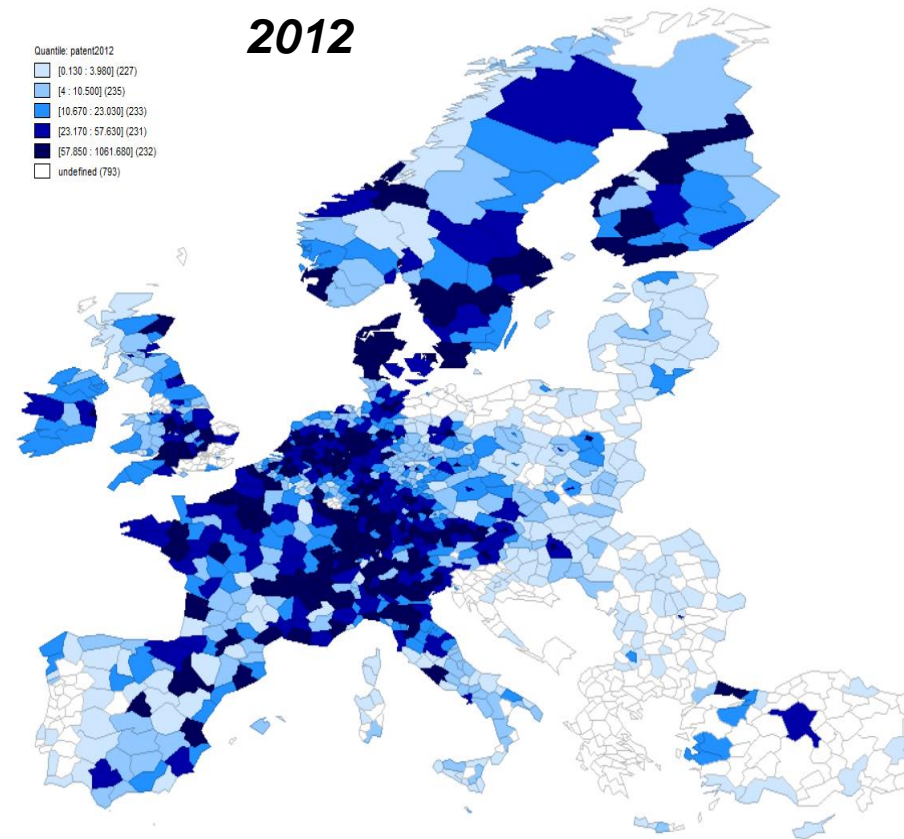 2012
Quantile: patent2012
[0.130 : 3.980] (227)
[4 : 10.500] (235)
[10.670 : 23.030] (233)
[23.170 : 57.630] (231)
[57.850 : 1061.680] (232)
undefined (793)